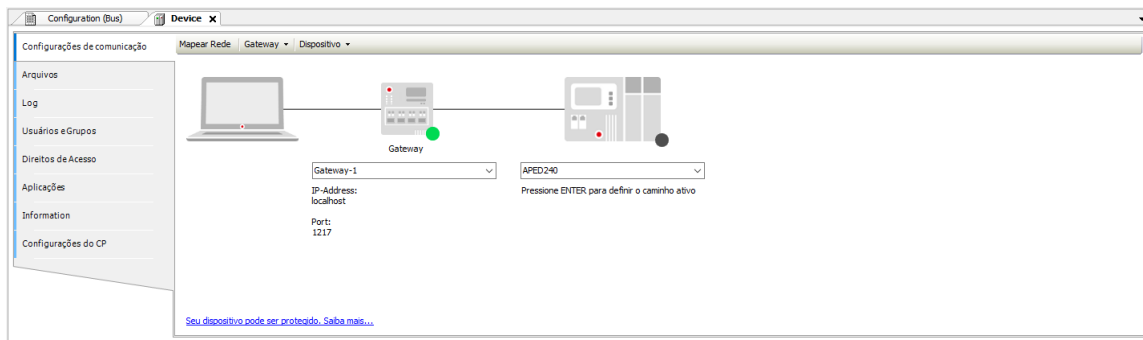 Configuration (Bus)
Device
Configurações de comunicação
Mapear Rede
Gateway
Dispositivo
Arquivos
Log
Usuários e Grupos
Direitos de Acesso
Aplicações
Information
Configurações do CP
Gateway
Gateway-1
IP-Address:
localhost
Port:
1217
APED240
Pressione ENTER para definir o caminho ativo
Seu dispositivo pode ser protegido. Saiba mais...